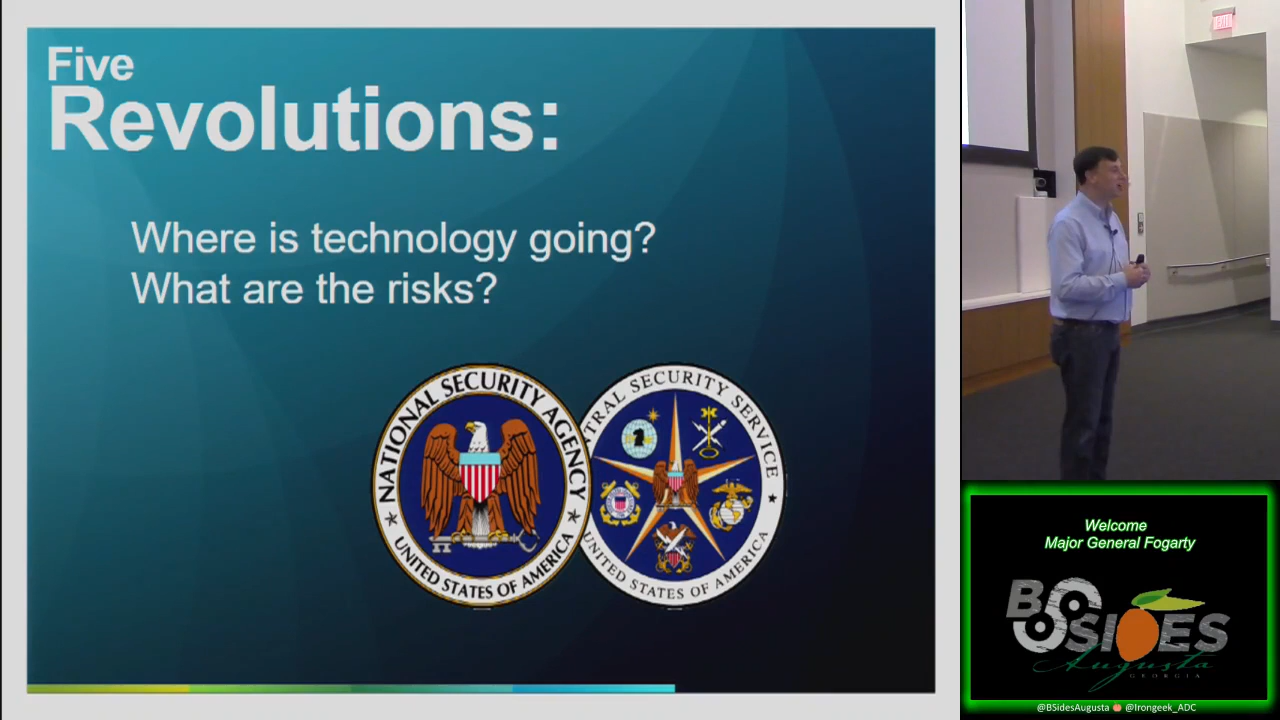 Five
Revolutions:
Where is technology going?
What are the risks?
NATIONAL SECURITY AGENCY
UNITED STATES OF AMERICA
TRAL SECURITY SERVICE
UNITED STATES OF AMERICA
EXIT
Welcome
Major General Fogarty
BSIDES
Augusta
GEORGIA
@BSidesAugusta @Irongeek_ADC